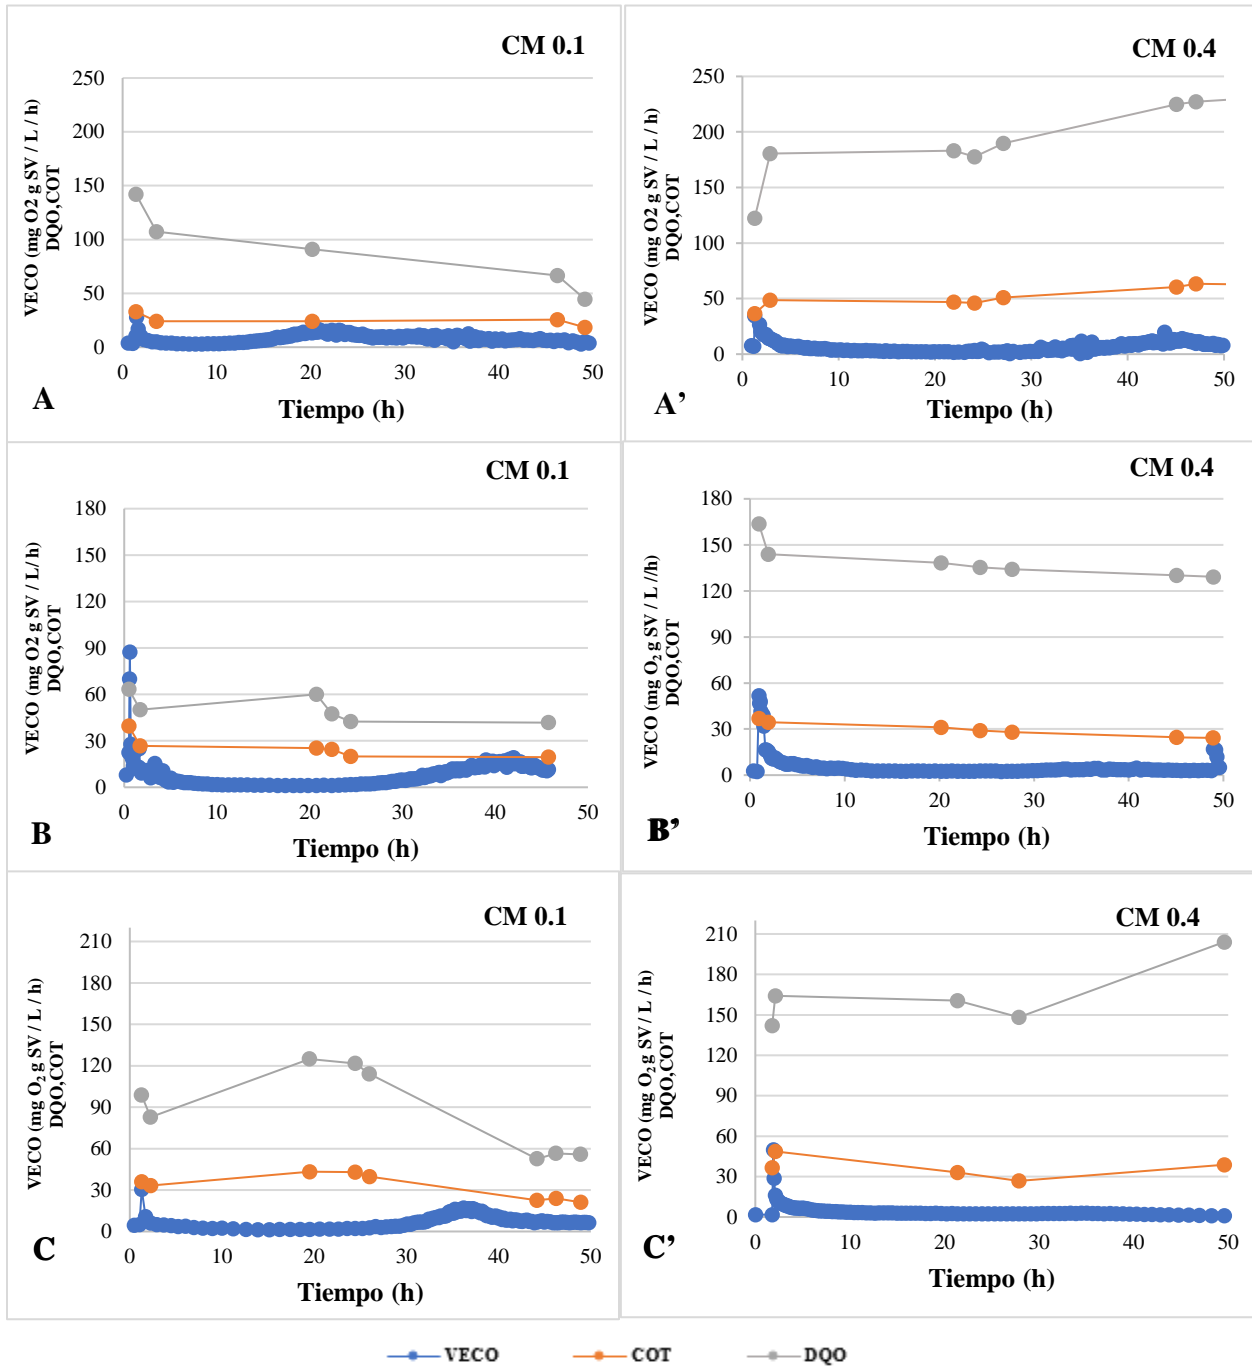 CM 0.1
VECO (mg O2 g SV / L / h)
DQO,COT
250
200
150
100
50
0
0 10 20 30 40 50
Tiempo (h)
A
CM 0.4
VECO (mg O2 g SV / L / h)
DQO,COT
250
200
150
100
50
0
0 10 20 30 40 50
Tiempo (h)
A’
CM 0.1
VECO (mg O2 g SV / L/ h)
DQO,COT
180
150
120
90
60
30
0
0 10 20 30 40 50
Tiempo (h)
B
CM 0.4
VECO (mg O₂ g SV / L //h)
DQO,COT
180
150
120
90
60
30
0
0 10 20 30 40 50
Tiempo (h)
B’
CM 0.1
VECO (mg O₂ g SV / L / h)
DQO,COT
210
180
150
120
90
60
30
0
0 10 20 30 40 50
Tiempo (h)
C
CM 0.4
VECO (mg O₂ g SV / L / h)
DQO,COT
210
180
150
120
90
60
30
0
0 10 20 30 40 50
Tiempo (h)
C’
VECO COT DQO